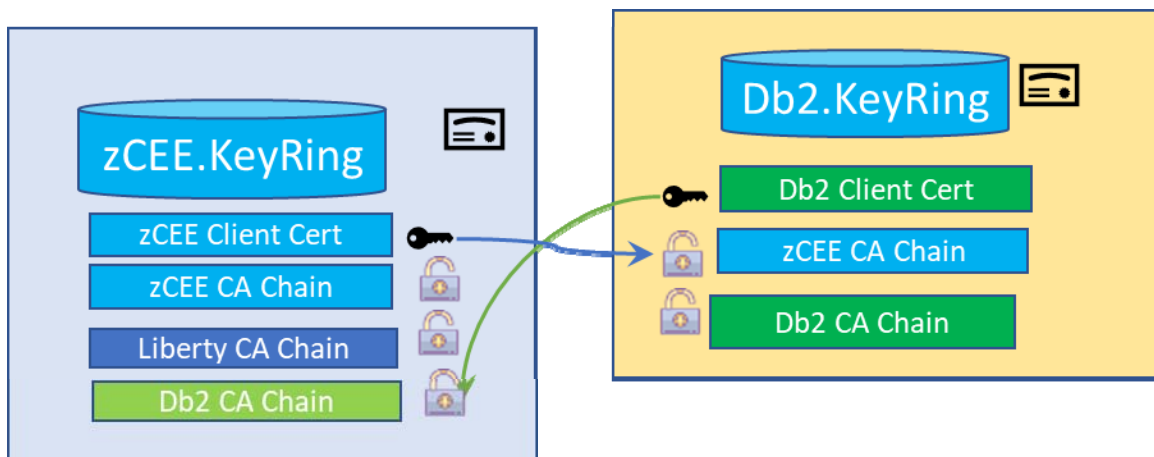 zCEE.KeyRing
zCEE Client Cert
zCEE CA Chain
Liberty CA Chain
Db2 CA Chain
Db2.KeyRing
Db2 Client Cert
zCEE CA Chain
Db2 CA Chain